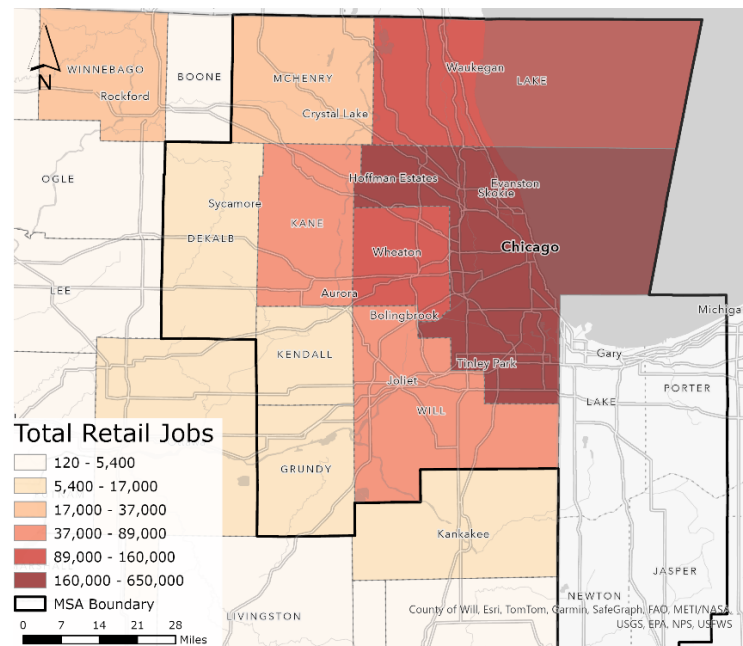 WINNEBAGO
Rockford
BOONE
MCHENRY
Crystal Lake
Waukegan
LAKE
N
OGLE
Sycamore
DEKALB
KANE
Hoffman Estates
Evanston
Skokie
Chicago
Whoaton
LEE
Aurora
Bolingbrook
KENDALL
Tinley Park
Joliet
WILL
GRUNDY
Michiga
Gary
LAKE
PORTER
Kankakee
JASPER
NEWTON
LIVINGSTON
Total Retail Jobs
120 - 5,400
5,400 - 17,000
17,000 - 37,000
37,000 - 89,000
89,000 - 160,000
160,000 - 650,000
MSA Boundary
0 7 14 21 28
Miles
County of Will, Esri, TomTom, Garmin, SafeGraph, FAO, METI/NASA,
USGS, EPA, NPS, USFWS